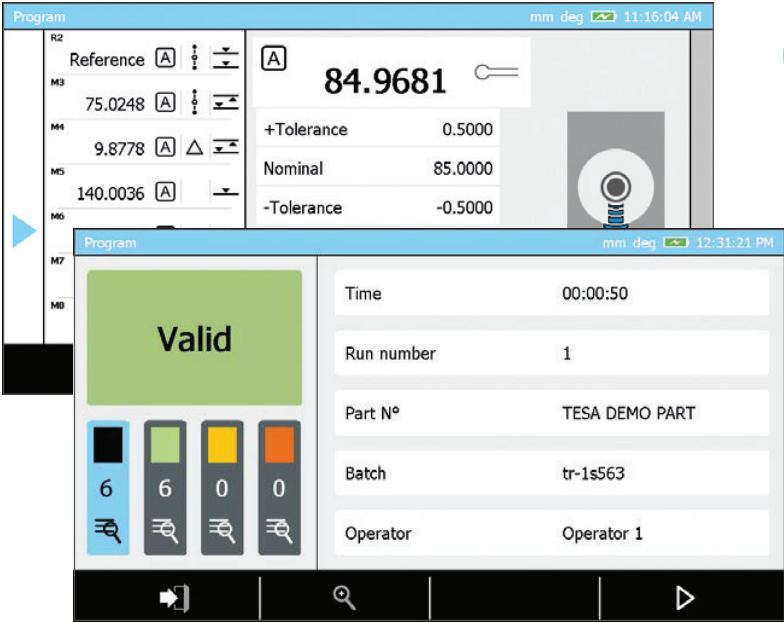 Program mm deg 11:16:04 AM
R2
Reference A
M3
75.0248 A
M4
9.8778 A
M5
140.0036 A
M6
M7
M8
A
84.9681
+Tolerance 0.5000
Nominal 85.0000
-Tolerance -0.5000
Program mm deg 12:31:21 PM
Valid
6 6 0 0
Time 00:00:50
Run number 1
Part Nº TESA DEMO PART
Batch tr-1s563
Operator Operator 1